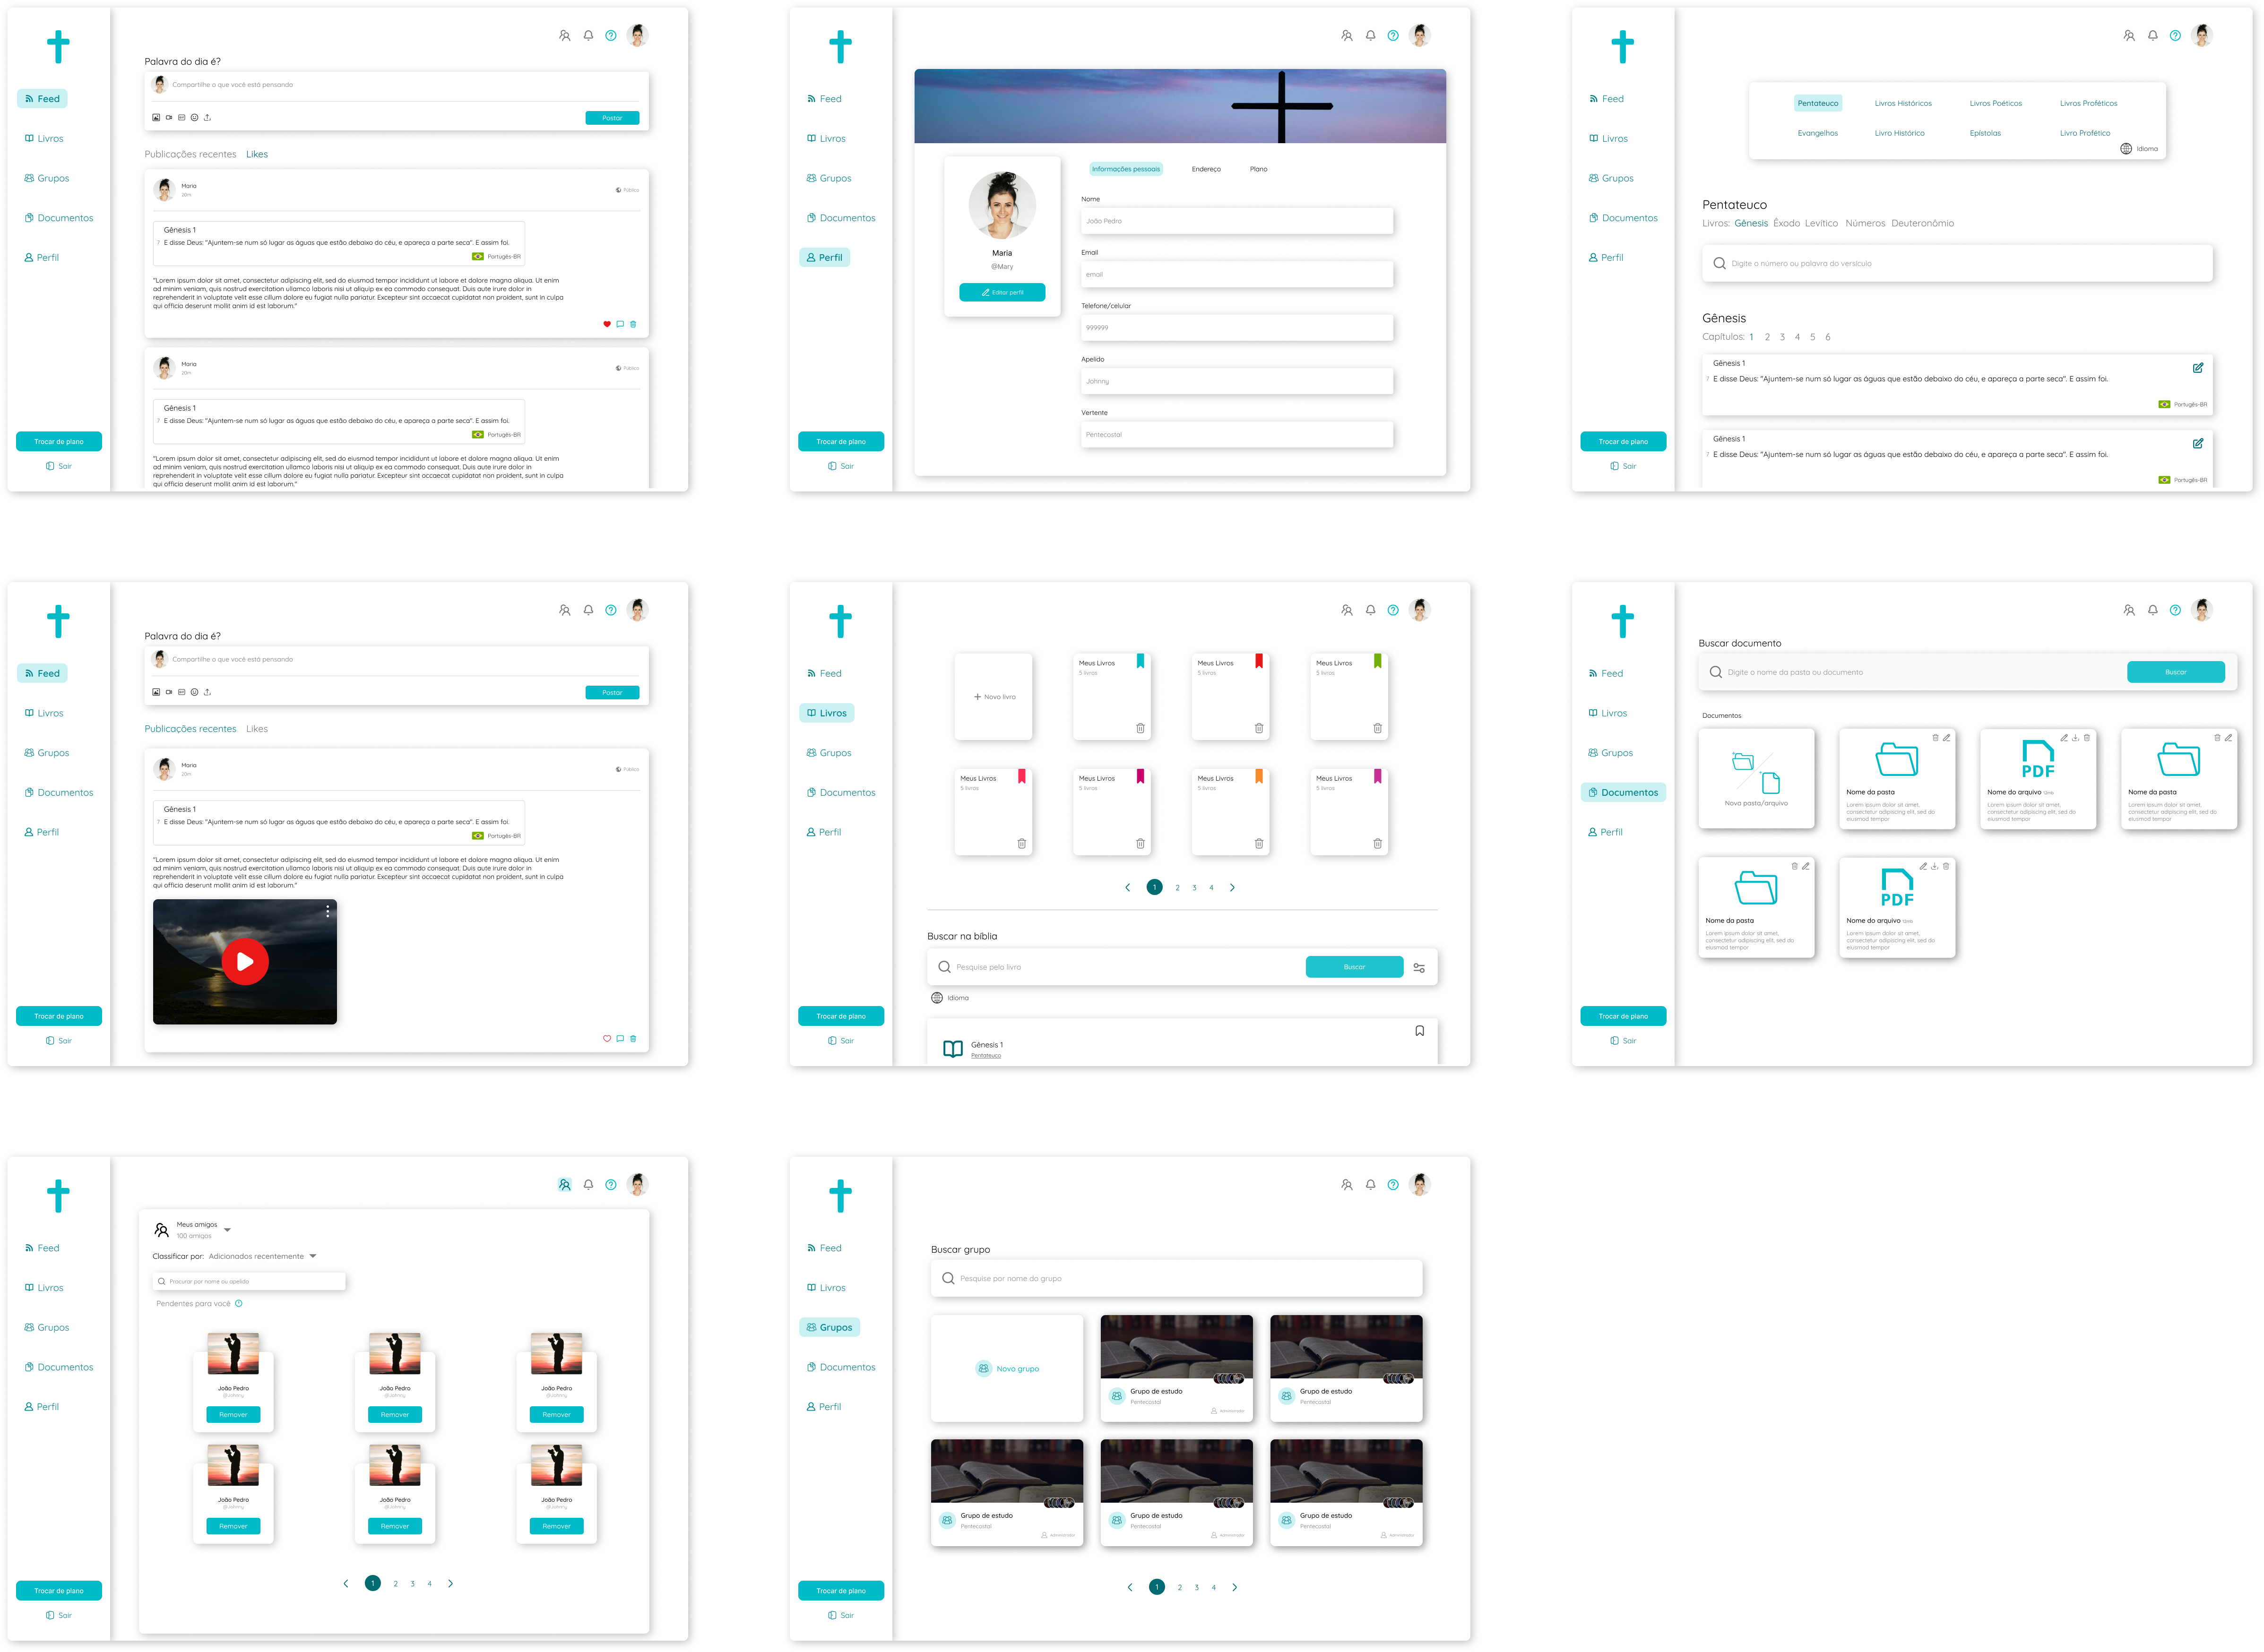 Feed
Livros
Grupos
Documentos
Perfil
Trocar de plano
Sair
Palavra do dia é?
Compartilhe o que você está pensando
Postar
Publicações recentes Likes
Maria
20m
Público
Gênesis 1
7 E disse Deus: "Ajuntem-se num só lugar as águas que estão debaixo do céu, e apareça a parte seca". E assim foi.
Portugês-BR
"Lorem ipsum dolor sit amet, consectetur adipiscing elit, sed do eiusmod tempor incididunt ut labore et dolore magna aliqua. Ut enim
ad minim veniam, quis nostrud exercitation ullamco laboris nisi ut aliquip ex ea commodo consequat. Duis aute irure dolor in
reprehenderit in voluptate velit esse cillum dolore eu fugiat nulla pariatur. Excepteur sint occaecat cupidatat non proident, sunt in culpa
qui officia deserunt mollit anim id est laborum."
Maria
20m
Público
Gênesis 1
7 E disse Deus: "Ajuntem-se num só lugar as águas que estão debaixo do céu, e apareça a parte seca". E assim foi.
Portugês-BR
"Lorem ipsum dolor sit amet, consectetur adipiscing elit, sed do eiusmod tempor incididunt ut labore et dolore magna aliqua. Ut enim
ad minim veniam, quis nostrud exercitation ullamco laboris nisi ut aliquip ex ea commodo consequat. Duis aute irure dolor in
reprehenderit in voluptate velit esse cillum dolore eu fugiat nulla pariatur. Excepteur sint occaecat cupidatat non proident, sunt in culpa
qui officia deserunt mollit anim id est laborum."
Feed
Livros
Grupos
Documentos
Perfil
Trocar de plano
Sair
Maria
@Mary
Editar perfil
Informações pessoais Endereço Plano
Nome
João Pedro
Email
email
Telefone/celular
999999
Apelido
Johnny
Vertente
Pentecostal
Feed
Livros
Grupos
Documentos
Perfil
Trocar de plano
Sair
Pentateuco Livros Históricos Livros Poéticos Livros Proféticos
Evangelhos Livro Histórico Epístolas Livro Profético
Idioma
Pentateuco
Livros: Gênesis Êxodo Levítico Números Deuteronômio
Digite o número ou palavra do versículo
Gênesis
Capítulos: 1 2 3 4 5 6
Gênesis 1
7 E disse Deus: "Ajuntem-se num só lugar as águas que estão debaixo do céu, e apareça a parte seca". E assim foi.
Portugês-BR
Gênesis 1
7 E disse Deus: "Ajuntem-se num só lugar as águas que estão debaixo do céu, e apareça a parte seca". E assim foi.
Portugês-BR
Feed
Livros
Grupos
Documentos
Perfil
Trocar de plano
Sair
Palavra do dia é?
Compartilhe o que você está pensando
Postar
Publicações recentes Likes
Maria
20m
Público
Gênesis 1
7 E disse Deus: "Ajuntem-se num só lugar as águas que estão debaixo do céu, e apareça a parte seca". E assim foi.
Portugês-BR
"Lorem ipsum dolor sit amet, consectetur adipiscing elit, sed do eiusmod tempor incididunt ut labore et dolore magna aliqua. Ut enim
ad minim veniam, quis nostrud exercitation ullamco laboris nisi ut aliquip ex ea commodo consequat. Duis aute irure dolor in
reprehenderit in voluptate velit esse cillum dolore eu fugiat nulla pariatur. Excepteur sint occaecat cupidatat non proident, sunt in culpa
qui officia deserunt mollit anim id est laborum."
Feed
Livros
Grupos
Documentos
Perfil
Trocar de plano
Sair
Novo livro
Meus Livros
5 livros
Meus Livros
5 livros
Meus Livros
5 livros
Meus Livros
5 livros
Meus Livros
5 livros
Meus Livros
5 livros
Meus Livros
5 livros
1 2 3 4
Buscar na bíblia
Pesquise pelo livro
Buscar
Idioma
Gênesis 1
Pentateuco
Feed
Livros
Grupos
Documentos
Perfil
Trocar de plano
Sair
Buscar documento
Digite o nome da pasta ou documento
Buscar
Documentos
Nova pasta/arquivo
Nome da pasta
Lorem ipsum dolor sit amet,
consectetur adipiscing elit, sed do
eiusmod tempor
PDF
Nome do arquivo
Lorem ipsum dolor sit amet,
consectetur adipiscing elit, sed do
eiusmod tempor
Nome da pasta
Lorem ipsum dolor sit amet,
consectetur adipiscing elit, sed do
eiusmod tempor
Nome da pasta
Lorem ipsum dolor sit amet,
consectetur adipiscing elit, sed do
eiusmod tempor
PDF
Nome do arquivo
Lorem ipsum dolor sit amet,
consectetur adipiscing elit, sed do
eiusmod tempor
Feed
Livros
Grupos
Documentos
Perfil
Trocar de plano
Sair
Meus amigos
100 amigos
Classificar por: Adicionados recentemente
Procurar por nome ou apelido
Pendentes para você
João Pedro
@Johnny
Remover
João Pedro
@Johnny
Remover
João Pedro
@Johnny
Remover
João Pedro
@Johnny
Remover
João Pedro
@Johnny
Remover
João Pedro
@Johnny
Remover
1 2 3 4
Feed
Livros
Grupos
Documentos
Perfil
Trocar de plano
Sair
Buscar grupo
Pesquise por nome do grupo
Novo grupo
Grupo de estudo
Pentecostal
Administrador
Grupo de estudo
Pentecostal
Grupo de estudo
Pentecostal
Administrador
Grupo de estudo
Pentecostal
Administrador
Grupo de estudo
Pentecostal
Administrador
1 2 3 4